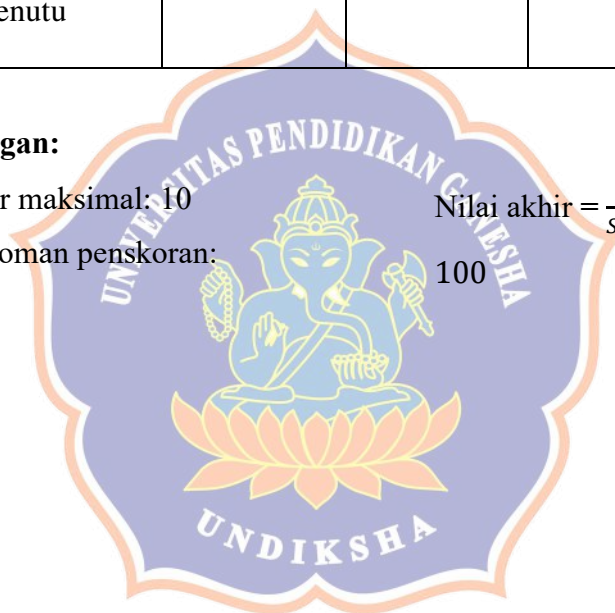 enutu
gan:
UNIVERSITAS PENDIDIKAN GANESHA
r maksimal: 10
Nilai akhir =
oman penskoran:
100
UNDIKSHA